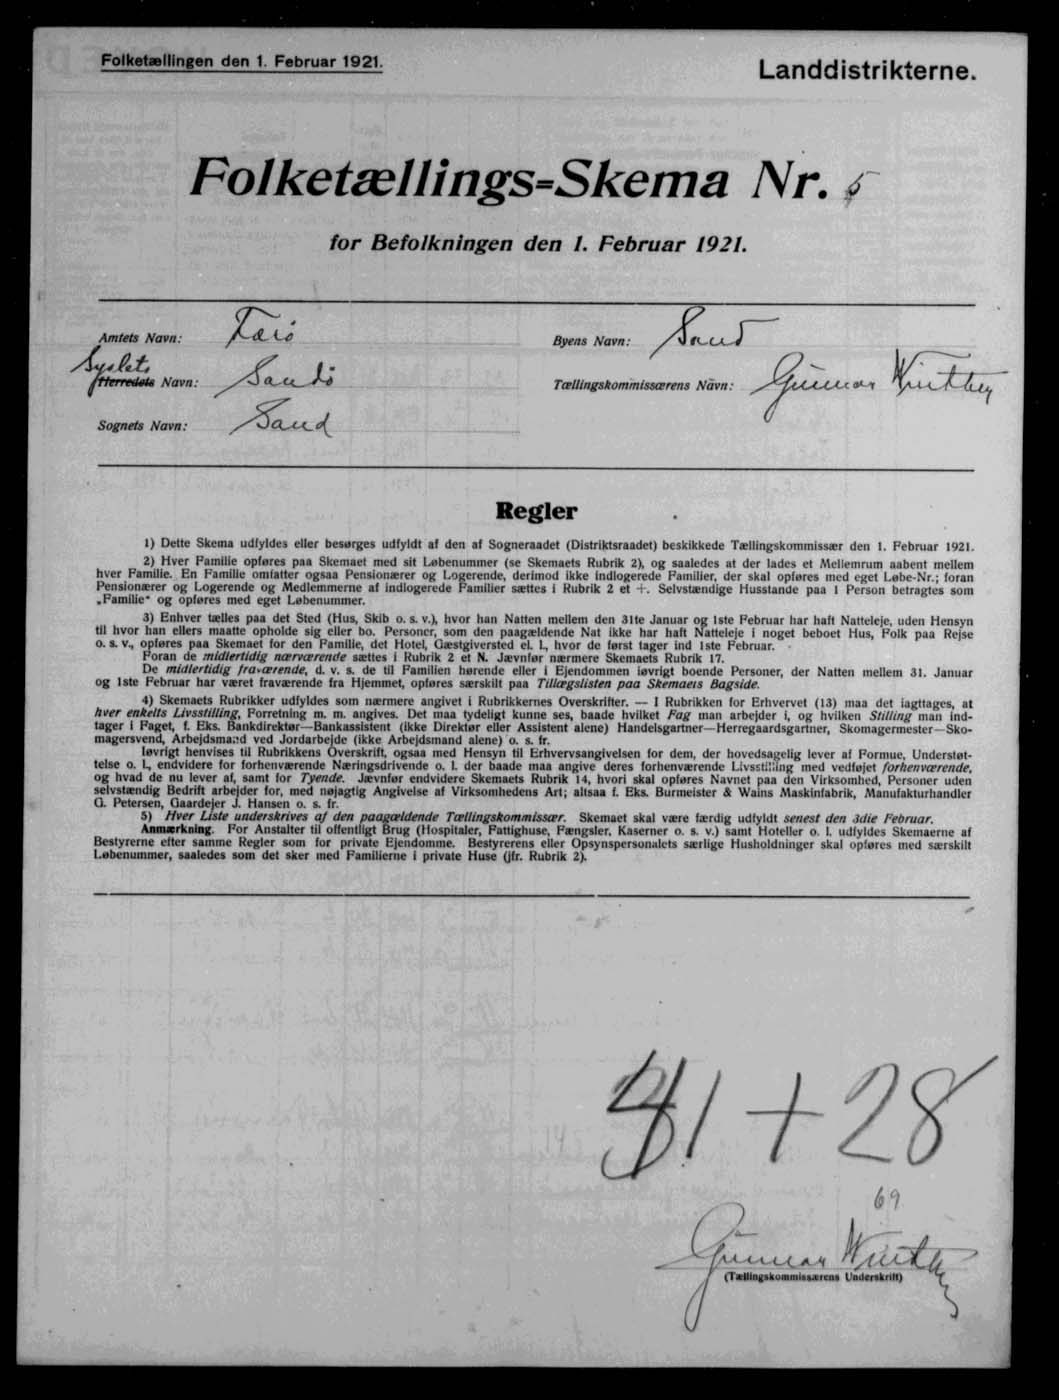 Folketællingen den 1. Februar 1921.
Landdistrikterne.
Folketællings=Skema Nr. 5
for Befolkningen den 1. Februar 1921.
Amtets Navn: Færø
Byens Navn: Sand
Syslets
Herredets Navn: Sandø
Tællingskommissærens Navn: Gunnar Winther
Sognets Navn: Sand
Regler
1) Dette Skema udfyldes eller besørges udfyldt af den af Sogneraadet (Distriktsraadet) beskikkede Tællingskommissær den 1. Februar 1921.
2) Hver Familie opføres paa Skemaet med sit Løbenummer (se Skemaets Rubrik 2), og saaledes at der lades et Mellemrum aabent mellem
hver Familie. En Familie omfatter ogsaa Pensionærer og Logerende, derimod ikke indlogerede Familier, der skal opføres med eget Løbe-Nr.; foran
Pensionærer og Logerende og Medlemmerne af indlogerede Familier sættes i Rubrik 2 et +. Selvstændige Husstande paa 1 Person betragtes som
„Familie“ og opføres med eget Løbenummer.
3) Enhver tælles paa det Sted (Hus, Skib o. s. v.), hvor han Natten mellem den 31te Januar og 1ste Februar har haft Natteleje, uden Hensyn
til hvor han ellers maatte opholde sig eller bo. Personer, som den paagældende Nat ikke har haft Natteleje i noget beboet Hus, Folk paa Rejse
o. s. v., opføres paa Skemaet for den Familie, det Hotel, Gæstgiversted el. l., hvor de først tager ind 1ste Februar.
Foran de midlertidig nærværende sættes i Rubrik 2 et N. Jævnfør nærmere Skemaets Rubrik 17.
De midlertidig fraværende, d. v. s. de til Familien hørende eller i Ejendommen iøvrigt boende Personer, der Natten mellem 31. Januar
og 1ste Februar har været fraværende fra Hjemmet, opføres særskilt paa Tillægslisten paa Skemaets Bagside.
4) Skemaets Rubrikker udfyldes som nærmere angivet i Rubrikkernes Overskrifter. — I Rubrikken for Erhvervet (13) maa det iagttages, at
hver enkelts Livsstilling, Forretning m. m. angives. Det maa tydeligt kunne ses, baade hvilket Fag man arbejder i, og hvilken Stilling man ind-
tager i Faget, f. Eks. Bankdirektør—Bankassistent (ikke Direktør eller Assistent alene) Handelsgartner—Herregaardsgartner, Skomagermester—Sko-
magersvend, Arbejdsmand ved Jordarbejde (ikke Arbejdsmand alene) o. s. fr.
Iøvrigt henvises til Rubrikkens Overskrift, ogsaa med Hensyn til Erhvervsangivelsen for dem, der hovedsagelig lever af Formue, Understøt-
telse o. l., endvidere for forhenværende Næringsdrivende o. l. der baade maa angive deres forhenværende Livsstilling med vedføjet forhenværende,
og hvad de nu lever af, samt for Tyende. Jævnfør endvidere Skemaets Rubrik 14, hvori skal opføres Navnet paa den Virksomhed, Personer uden
selvstændig Bedrift arbejder for, med nøjagtig Angivelse af Virksomhedens Art; altsaa f. Eks. Burmeister & Wains Maskinfabrik, Manufakturhandler
G. Petersen, Gaardejer J. Hansen o. s. fr.
5) Hver Liste underskrives af den paagældende Tællingskommissær. Skemaet skal være færdig udfyldt senest den 3die Februar.
Anmærkning. For Anstalter til offentligt Brug (Hospitaler, Fattighuse, Fængsler, Kaserner o. s. v.) samt Hoteller o. l. udfyldes Skemaerne af
Bestyrerne efter samme Regler som for private Ejendomme. Bestyrerens eller Opsynspersonalets særlige Husholdninger skal opføres med særskilt
Løbenummer, saaledes som det sker med Familierne i private Huse (jfr. Rubrik 2).
41 + 28
69
Gunnar Winther
(Tællingskommissærens Underskrift)